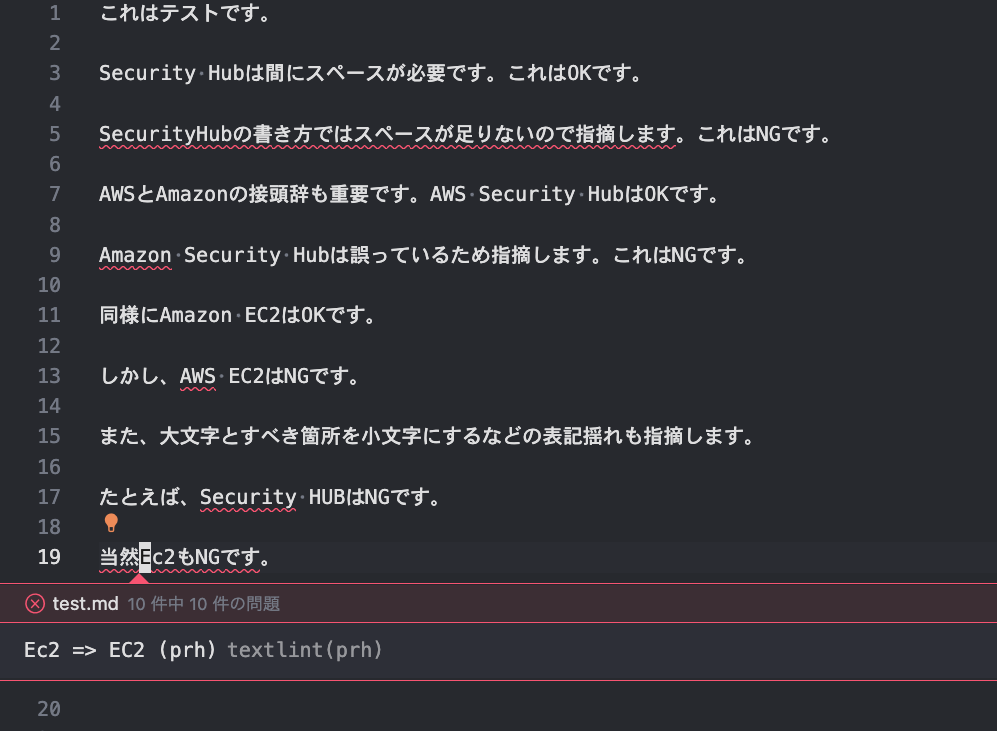 1 これはテストです。
2
3 Security·Hubは間にスペースが必要です。これはOKです。
4
5 SecurityHubの書き方ではスペースが足りないので指摘します。これはNGです。
6
7 AWSとAmazonの接頭辞も重要です。AWS·Security·HubはOKです。
8
9 Amazon·Security·Hubは誤っているため指摘します。これはNGです。
10
11 同様にAmazon·EC2はOKです。
12
13 しかし、AWS·EC2はNGです。
14
15 また、大文字とすべき箇所を小文字にするなどの表記揺れも指摘します。
16
17 たとえば、Security·HUBはNGです。
18
19 当然Ec2もNGです。
test.md 10 件中 10 件の問題
Ec2 => EC2 (prh) textlint(prh)
20